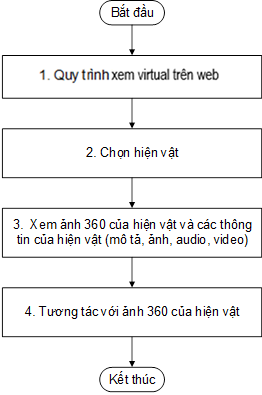 Bắt đầu
1. Quy trình xem virtual trên web
2. Chọn hiện vật
3. Xem ảnh 360 của hiện vật và các thông
tin của hiện vật (mô tả, ảnh, audio, video)
4. Tương tác với ảnh 360 của hiện vật
Kết thúc